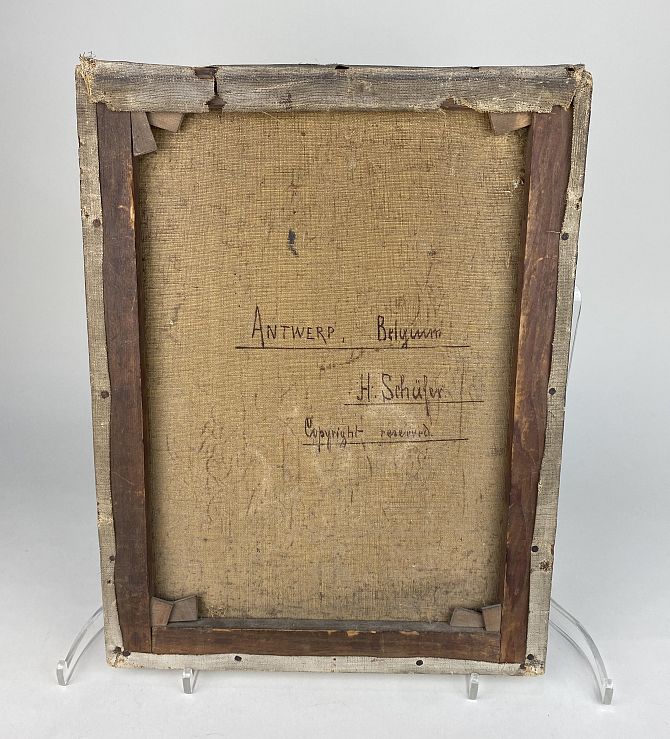 ANTWERP, Belgium
H. Schäfer
Copyright reserved.